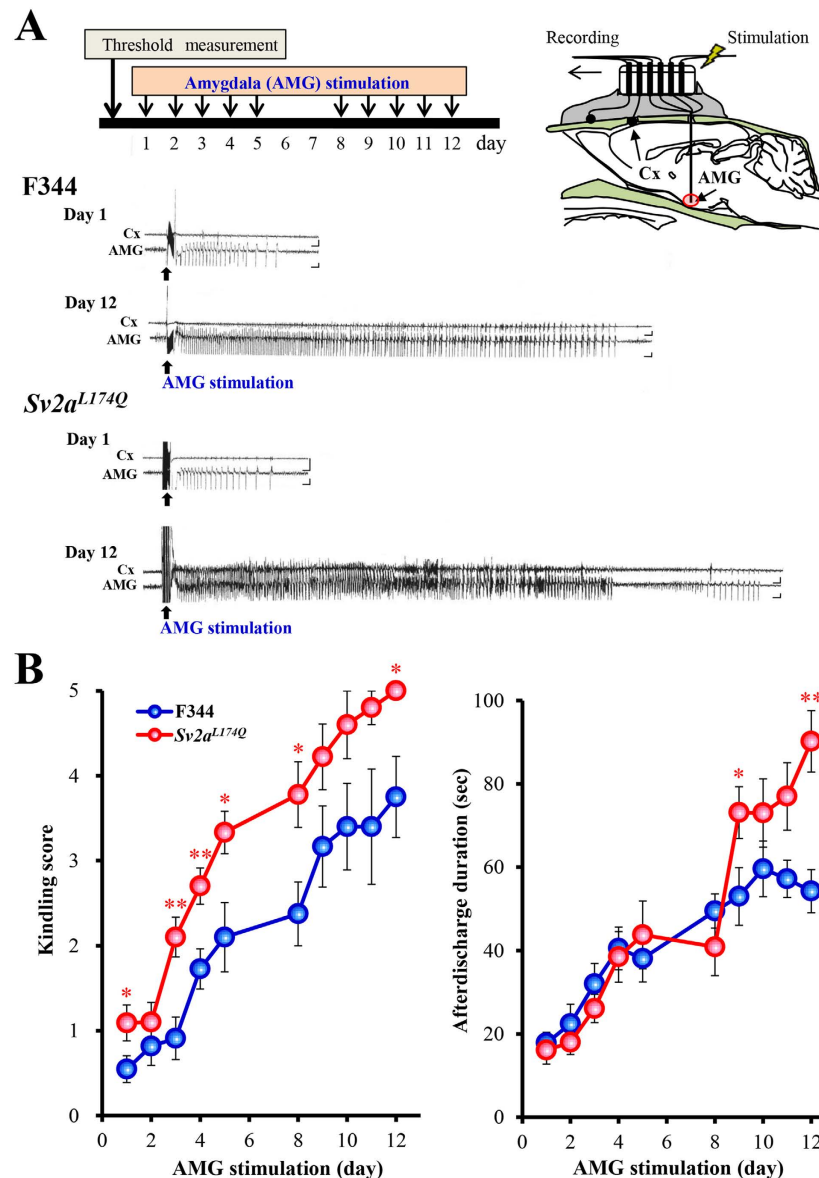 A
Threshold measurement
Amygdala (AMG) stimulation
1 2 3 4 5 6 7 8 9 10 11 12 day
Recording
Stimulation
Cx
AMG
F344
Day 1
Cx
AMG
Day 12
Cx
AMG
AMG stimulation
Sv2aL174Q
Day 1
Cx
AMG
Day 12
Cx
AMG
AMG stimulation
B
Kindling score
5
4
3
2
1
0
F344
Sv2aL174Q
*
**
**
*
*
*
0 2 4 6 8 10 12
AMG stimulation (day)
Afterdischarge duration (sec)
100
80
60
40
20
0
*
**
0 2 4 6 8 10 12
AMG stimulation (day)